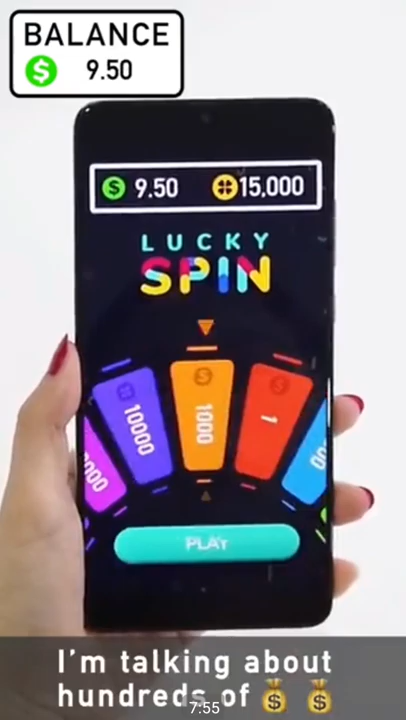 BALANCE
$ 9.50
$ 9.50 15,000
LUCKY
SPIN
10000
1000
1
PLAY
I'm talking about
hundreds of 💰 💰
7:55